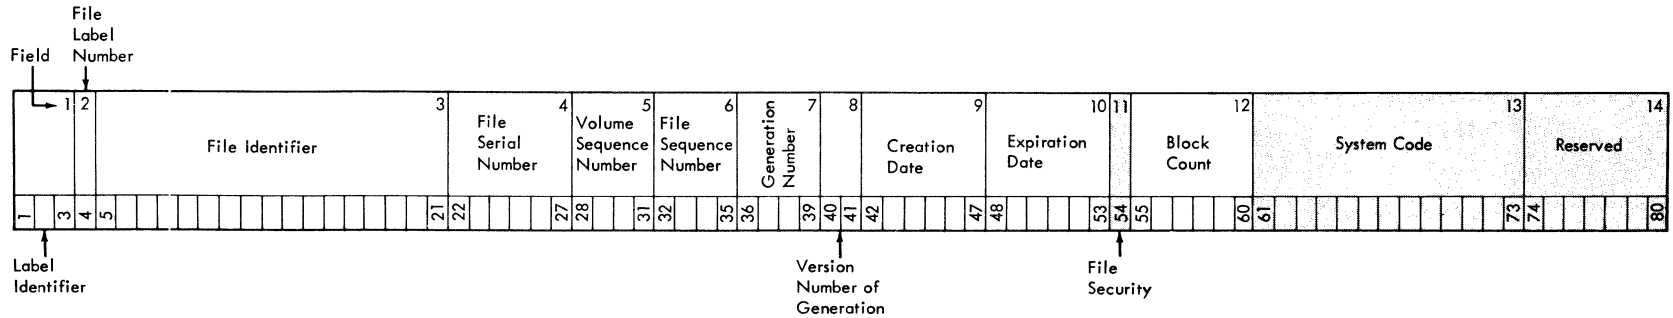 File
Label
Number
Field
1 2 3 4 5 6 7 8 9 10 11 12 13 14
File Identifier
File
Serial
Number
Volume
Sequence
Number
File
Sequence
Number
Generation
Number
Creation
Date
Expiration
Date
Block
Count
System Code
Reserved
1 3 4 5 21 22 27 28 31 32 35 36 39 40 41 42 47 48 53 54 55 60 61 73 74 80
Label
Identifier
Version
Number of
Generation
File
Security